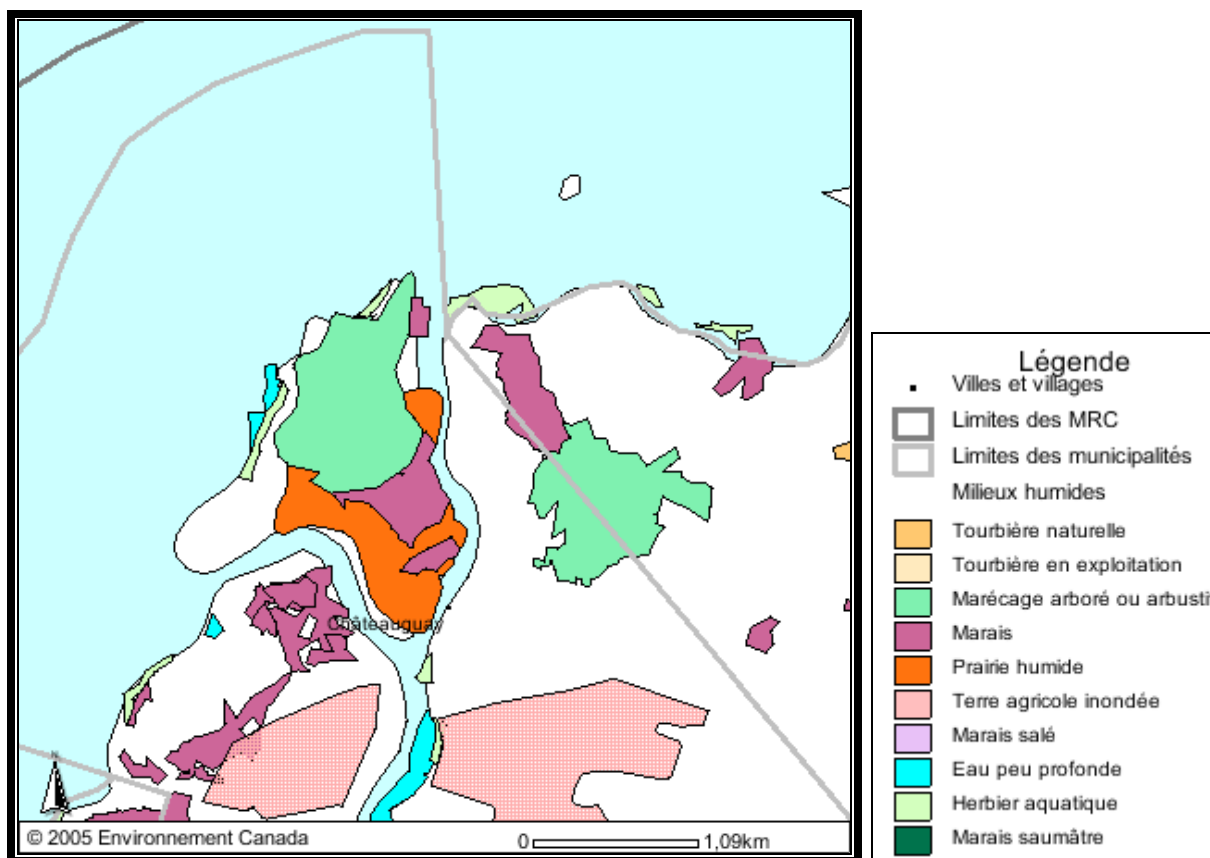 Châteauguay
N
© 2005 Environnement Canada
0 1,09km
Légende
Villes et villages
Limites des MRC
Limites des municipalités
Milieux humides
Tourbière naturelle
Tourbière en exploitation
Marécage arboré ou arbusti
Marais
Prairie humide
Terre agricole inondée
Marais salé
Eau peu profonde
Herbier aquatique
Marais saumâtre